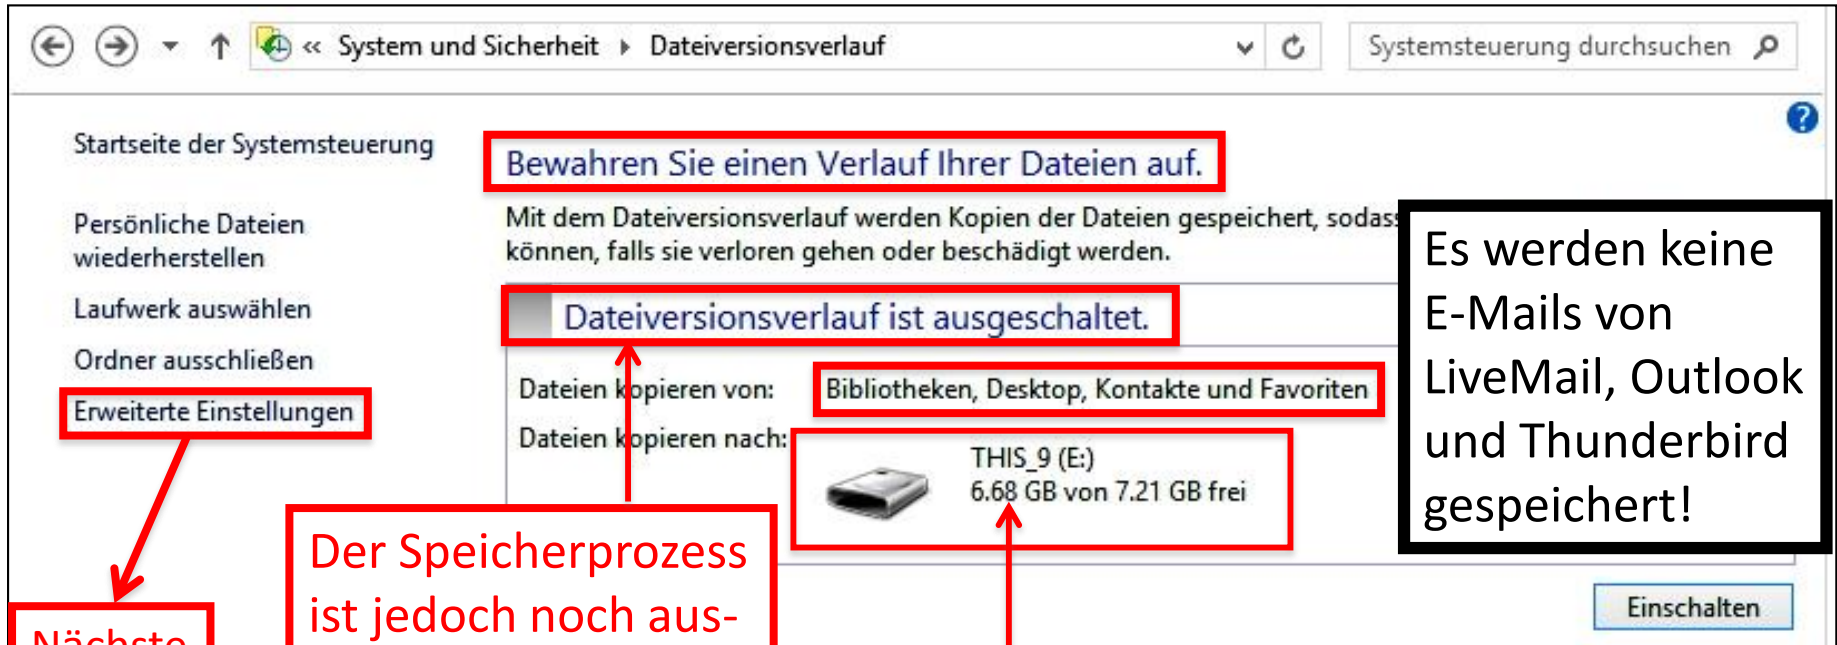 « System und Sicherheit ▸ Dateiversionsverlauf
Systemsteuerung durchsuchen
Startseite der Systemsteuerung
Persönliche Dateien
wiederherstellen
Laufwerk auswählen
Ordner ausschließen
Erweiterte Einstellungen
Bewahren Sie einen Verlauf Ihrer Dateien auf.
Mit dem Dateiversionsverlauf werden Kopien der Dateien gespeichert, sodass
können, falls sie verloren gehen oder beschädigt werden.
Dateiversionsverlauf ist ausgeschaltet.
Dateien kopieren von: Bibliotheken, Desktop, Kontakte und Favoriten
Dateien kopieren nach:
THIS_9 (E:)
6.68 GB von 7.21 GB frei
Es werden keine
E-Mails von
LiveMail, Outlook
und Thunderbird
gespeichert!
Einschalten
Der Speicherprozess
ist jedoch noch aus-
Nächste